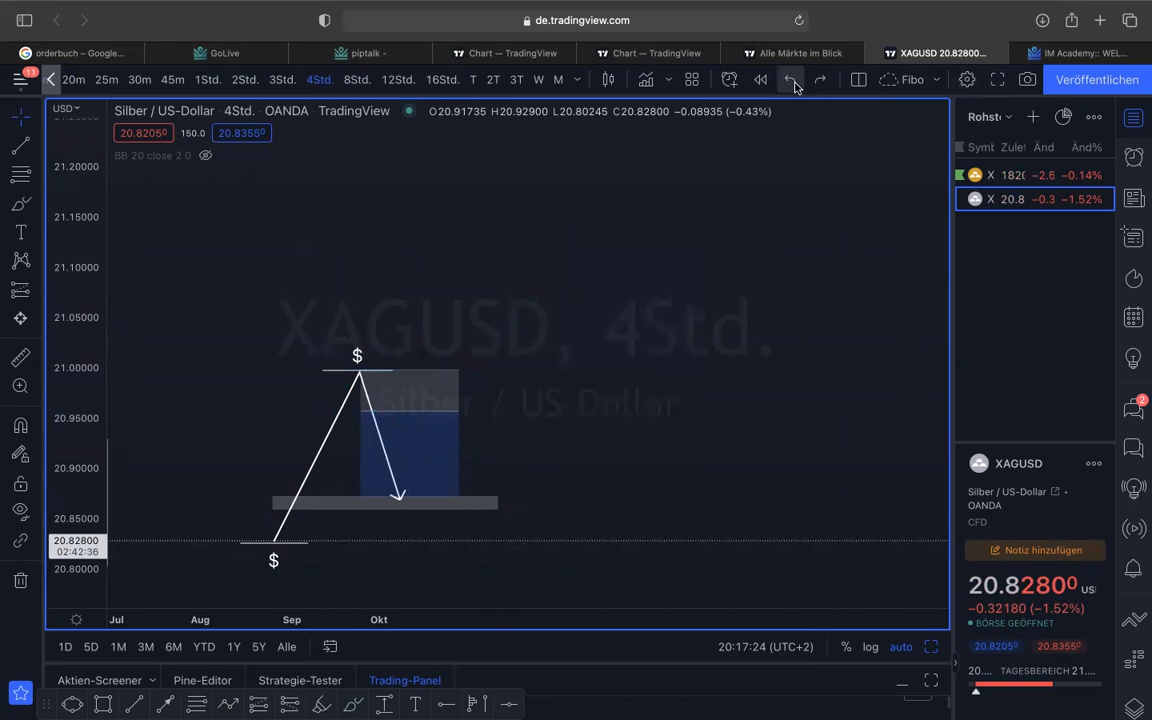 de.tradingview.com
orderbuch – Google...
GoLive
piptalk -
Chart — TradingView
Chart — TradingView
Alle Märkte im Blick
XAGUSD 20.82800...
IM Academy:: WEL...
11
20m 25m 30m 45m 1Std. 2Std. 3Std. 4Std. 8Std. 12Std. 16Std. T 2T 3T W M
Fibo
Veröffentlichen
USD
Silber / US-Dollar · 4Std. · OANDA · TradingView
O20.91735 H20.92900 L20.80245 C20.82800 −0.08935 (−0.43%)
20.82050 150.0 20.83550
BB 20 close 2 0
21.20000
21.15000
21.10000
21.05000
21.00000
20.95000
20.90000
20.85000
20.82800
02:42:36
20.80000
XAGUSD, 4Std.
Silber / US-Dollar
$
$
Jul Aug Sep Okt
1D 5D 1M 3M 6M YTD 1Y 5Y Alle
20:17:24 (UTC+2)
% log auto
Aktien-Screener Pine-Editor Strategie-Tester Trading-Panel
Rohst
Symt Zulet Änd Änd%
X 182( −2.6 −0.14%
X 20.8 −0.3 −1.52%
2
XAGUSD
Silber / US-Dollar
OANDA
CFD
Notiz hinzufügen
20.82800 US
−0.32180 (−1.52%)
BÖRSE GEÖFFNET
20.82050 20.83550
20.... TAGESBEREICH 21....